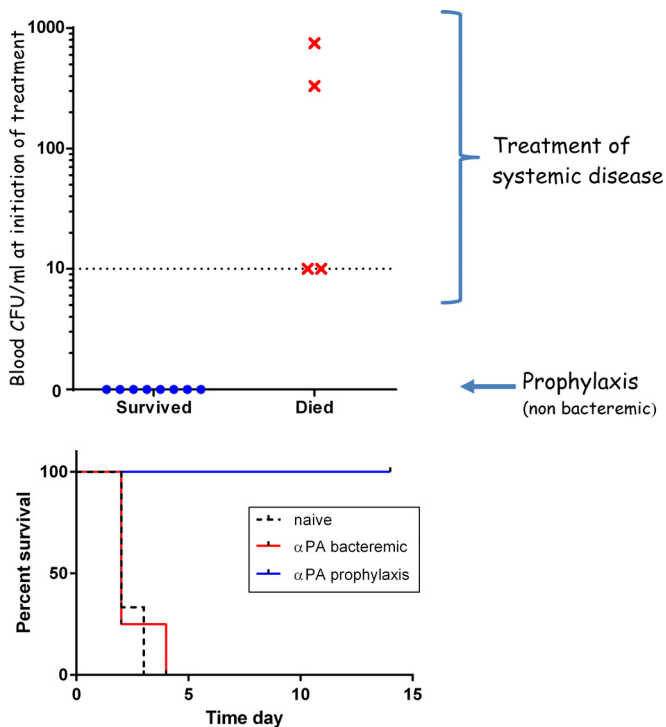 1000
100
10
0
Blood CFU/ml at initiation of treatment
Survived
Died
Treatment of
systemic disease
Prophylaxis
(non bacteremic)
100
50
0
Percent survival
naive
αPA bacteremic
αPA prophylaxis
0
5
10
15
Time day